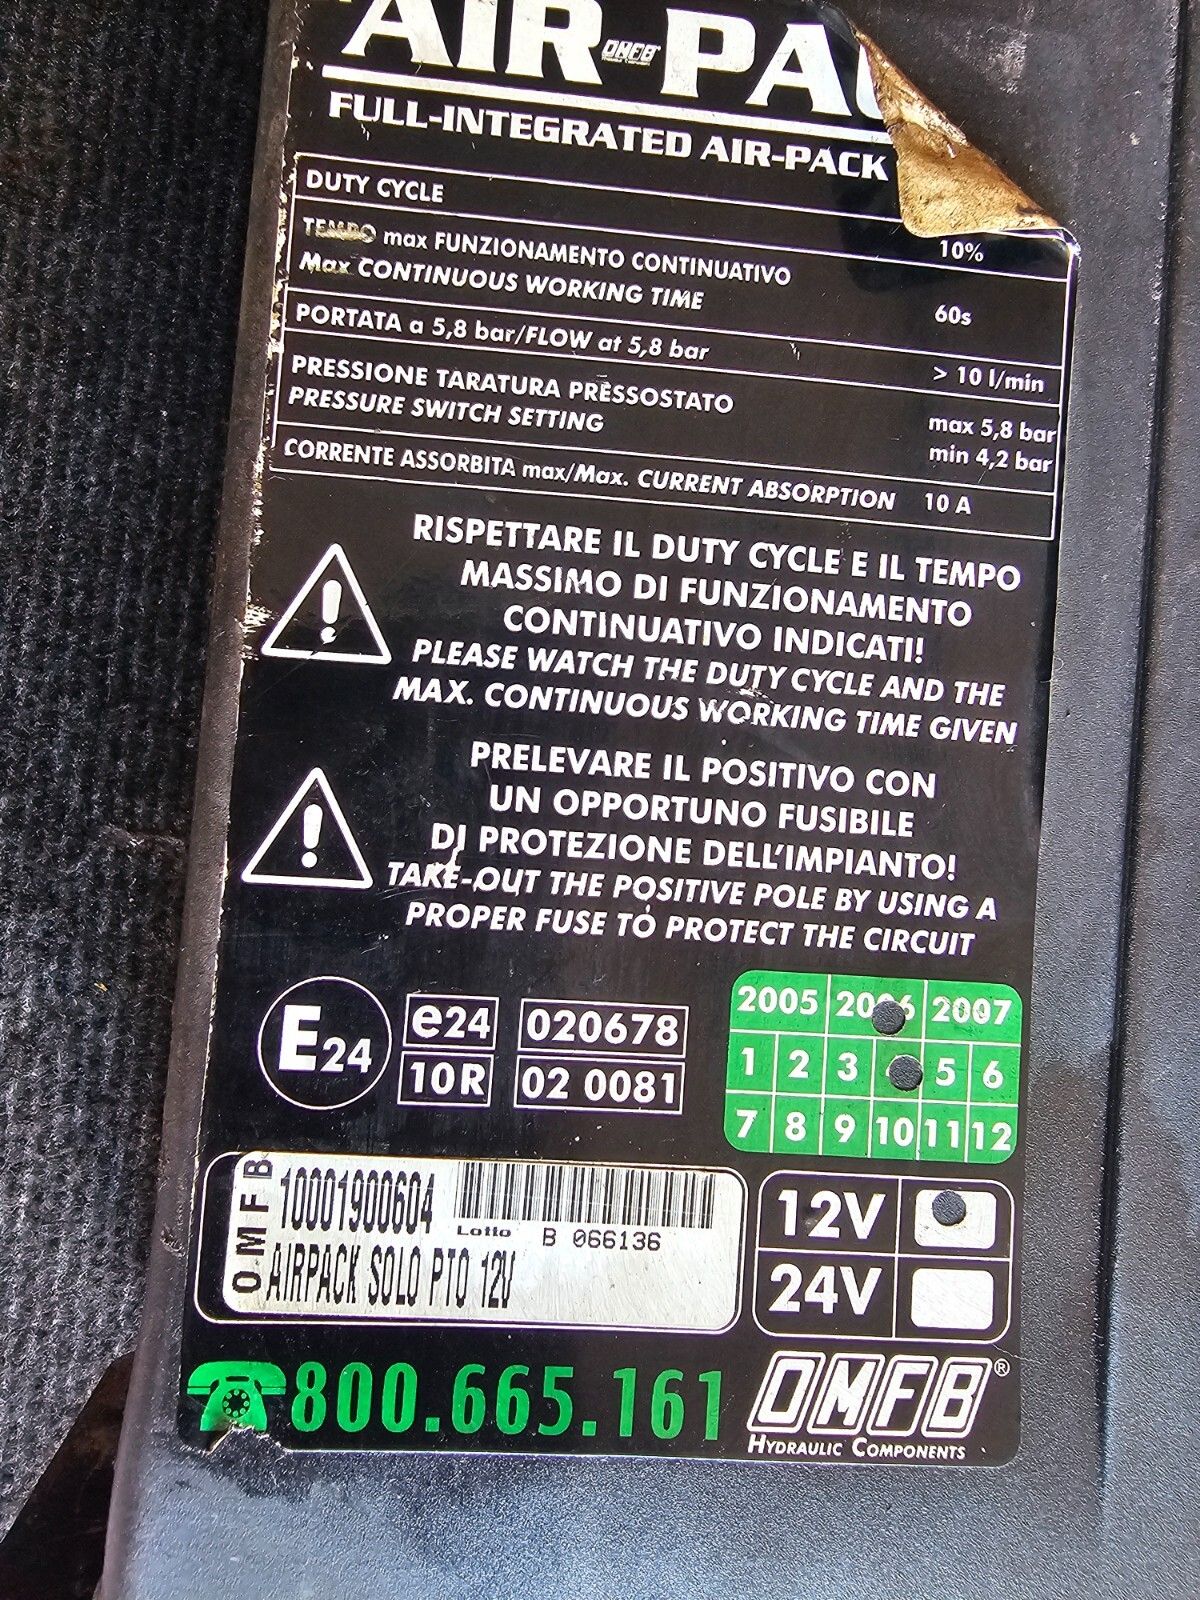 AIR-PA
OMFB
FULL-INTEGRATED AIR-PACK
DUTY CYCLE 10%
TEMPO max FUNZIONAMENTO CONTINUATIVO
Max CONTINUOUS WORKING TIME 60s
PORTATA a 5,8 bar/FLOW at 5,8 bar > 10 l/min
PRESSIONE TARATURA PRESSOSTATO max 5,8 bar
PRESSURE SWITCH SETTING min 4,2 bar
CORRENTE ASSORBITA max/Max. CURRENT ABSORPTION 10 A
RISPETTARE IL DUTY CYCLE E IL TEMPO
MASSIMO DI FUNZIONAMENTO
CONTINUATIVO INDICATI!
PLEASE WATCH THE DUTY CYCLE AND THE
MAX. CONTINUOUS WORKING TIME GIVEN
PRELEVARE IL POSITIVO CON
UN OPPORTUNO FUSIBILE
DI PROTEZIONE DELL'IMPIANTO!
TAKE-OUT THE POSITIVE POLE BY USING A
PROPER FUSE TO PROTECT THE CIRCUIT
E24
e24 020678
10R 02 0081
2005 2006 2007
1 2 3 5 6
7 8 9 10 11 12
OMFB
10001900604
Lotto B 066136
AIRPACK SOLO PTO 12V
12V
24V
800.665.161
OMFB®
HYDRAULIC COMPONENTS